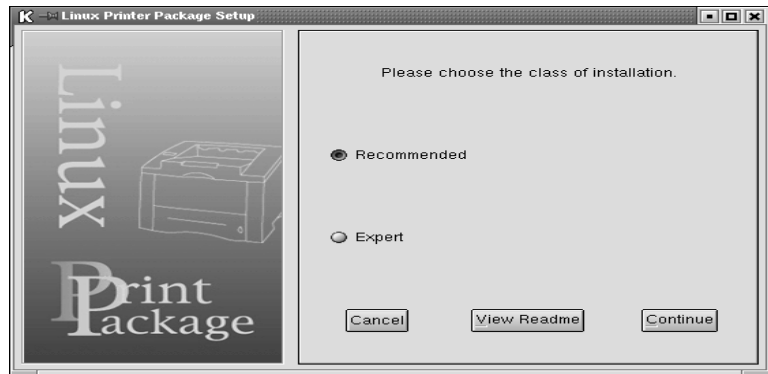 Linux Printer Package Setup
Linux
Print
Package
Please choose the class of installation.
Recommended
Expert
Cancel
View Readme
Continue